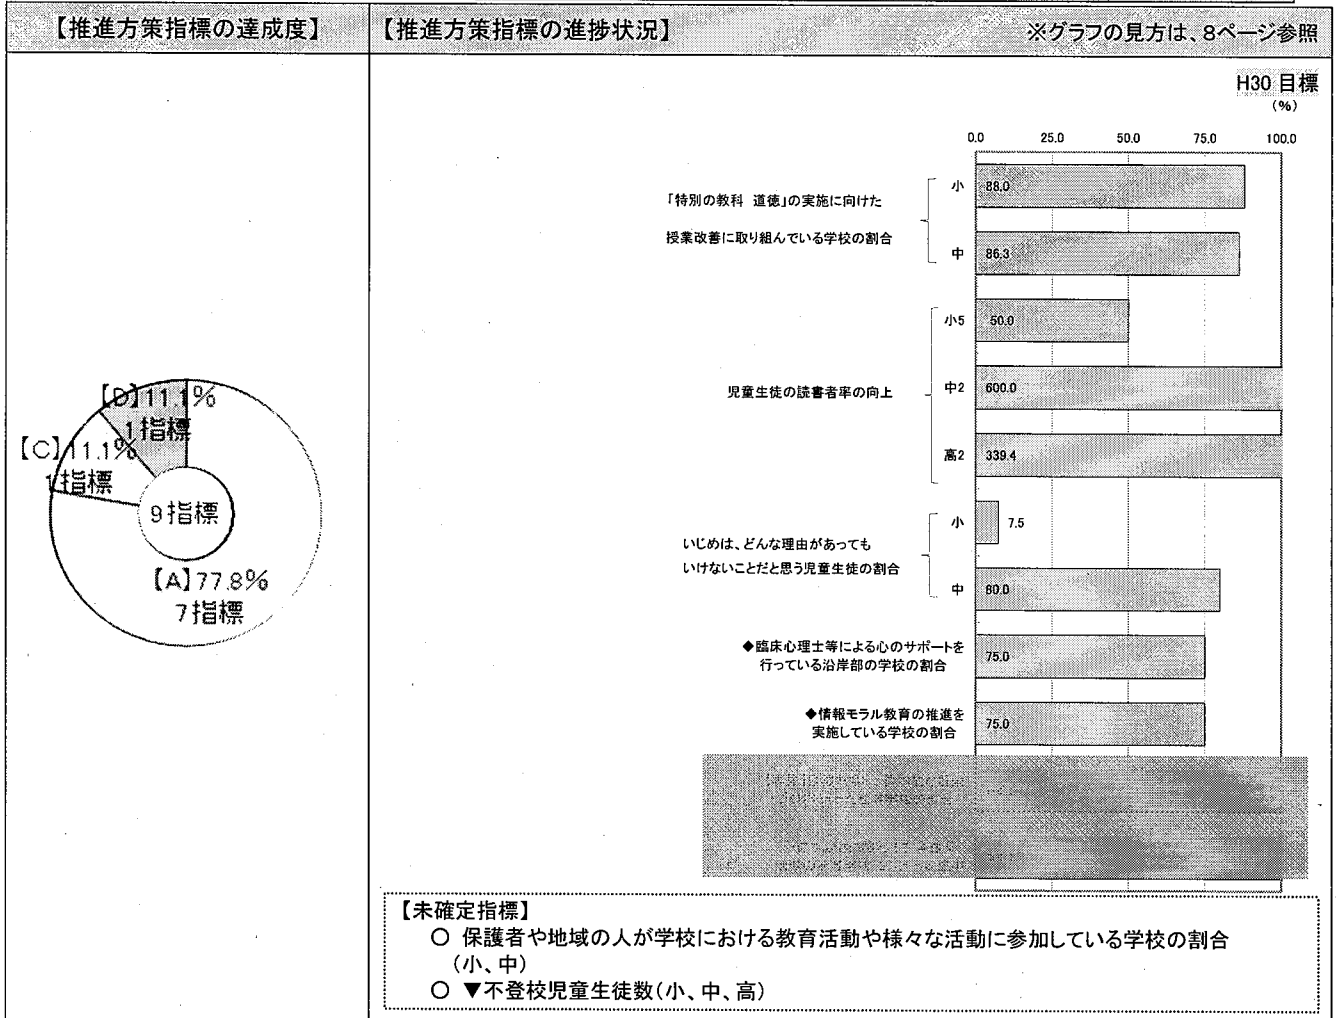 【推進方策指標の達成度】
【推進方策指標の進捗状況】
※グラフの見方は、8ページ参照
【D】11.1%
1指標
【C】11.1%
1指標
9指標
【A】77.8%
7指標
H30 目標
(%)
0.0 25.0 50.0 75.0 100.0
「特別の教科 道徳」の実施に向けた
授業改善に取り組んでいる学校の割合
小 88.0
中 86.3
児童生徒の読書者率の向上
小5 50.0
中2 600.0
高2 339.4
いじめは、どんな理由があっても
いけないことだと思う児童生徒の割合
小 7.5
中 80.0
◆臨床心理士等による心のサポートを
行っている沿岸部の学校の割合
75.0
◆情報モラル教育の推進を
実施している学校の割合
75.0
【未確定指標】
○ 保護者や地域の人が学校における教育活動や様々な活動に参加している学校の割合
(小、中)
○ ▼不登校児童生徒数(小、中、高)